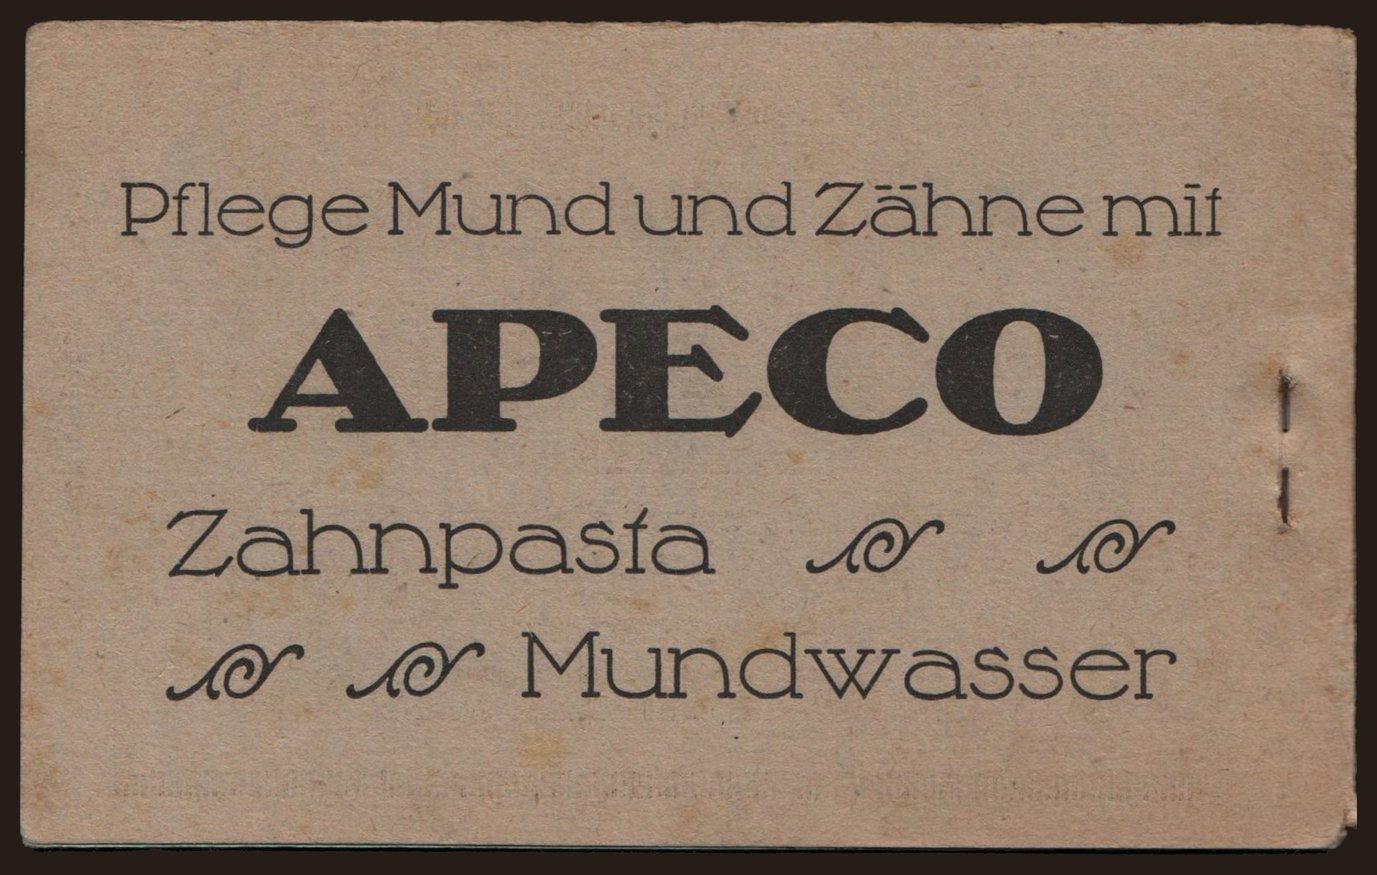 Pflege Mund und Zähne mit
APECO
Zahnpasta
Mundwasser